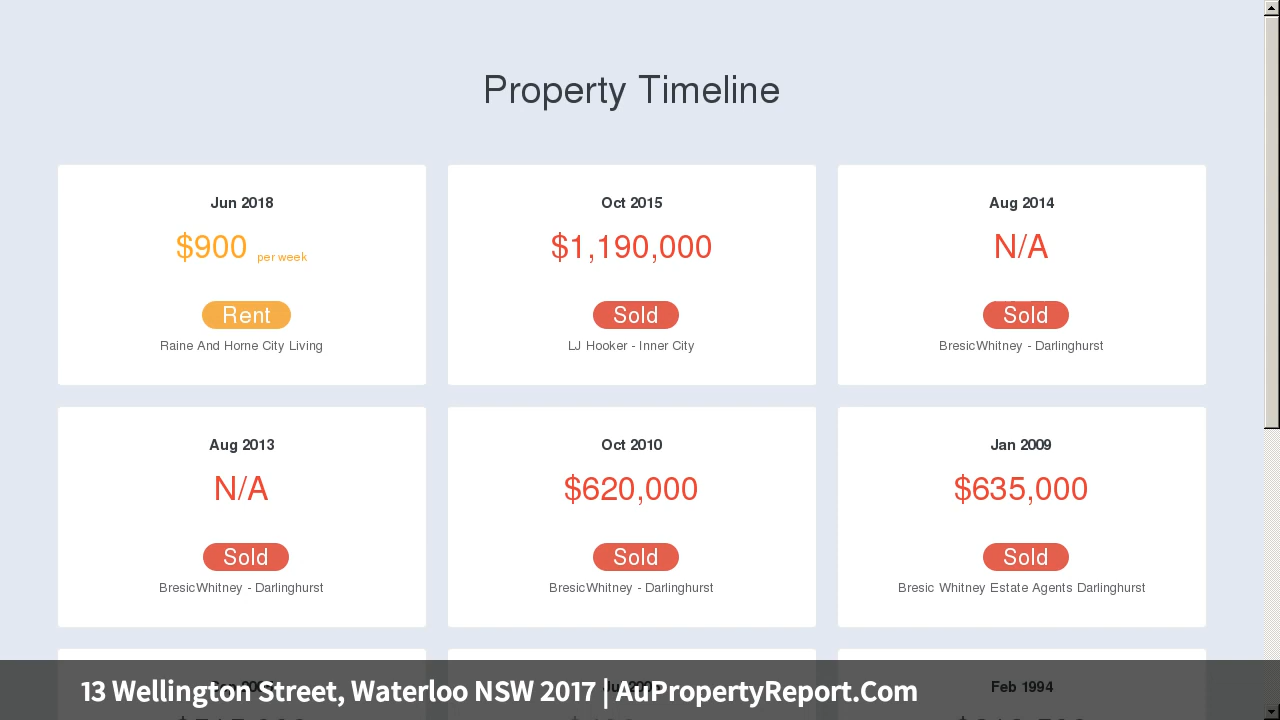 Property Timeline
Jun 2018
$900 per week
Rent
Raine And Horne City Living
Oct 2015
$1,190,000
Sold
LJ Hooker - Inner City
Aug 2014
N/A
Sold
BresicWhitney - Darlinghurst
Aug 2013
N/A
Sold
BresicWhitney - Darlinghurst
Oct 2010
$620,000
Sold
BresicWhitney - Darlinghurst
Jan 2009
$635,000
Sold
Bresic Whitney Estate Agents Darlinghurst
Feb 1994
13 Wellington Street, Waterloo NSW 2017 | AuPropertyReport.Com